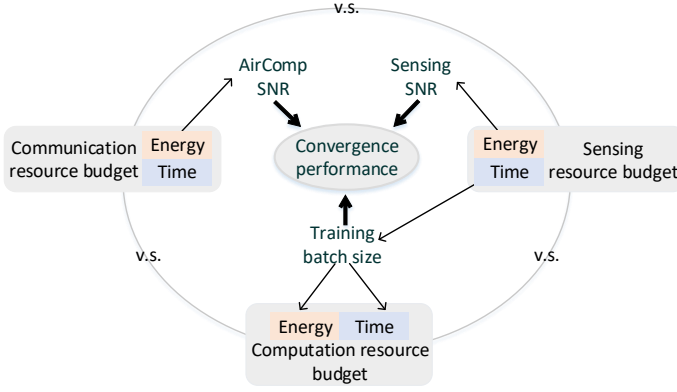 v.s.
AirComp
SNR
Sensing
SNR
Communication
resource budget
Energy
Time
Convergence
performance
Energy
Time
Sensing
resource budget
Training
batch size
v.s.
v.s.
Energy
Time
Computation resource
budget